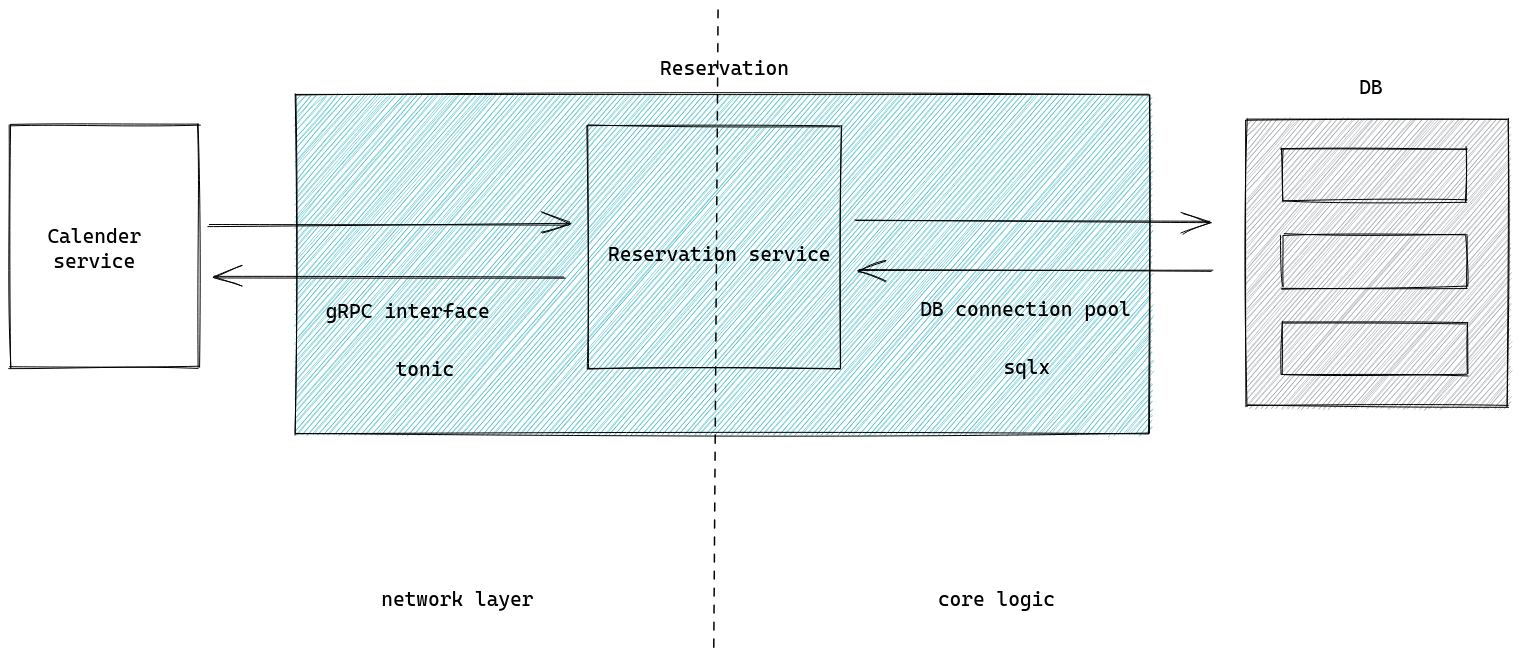 Reservation
DB
Calender
service
Reservation service
gRPC interface
DB connection pool
tonic
sqlx
network layer
core logic